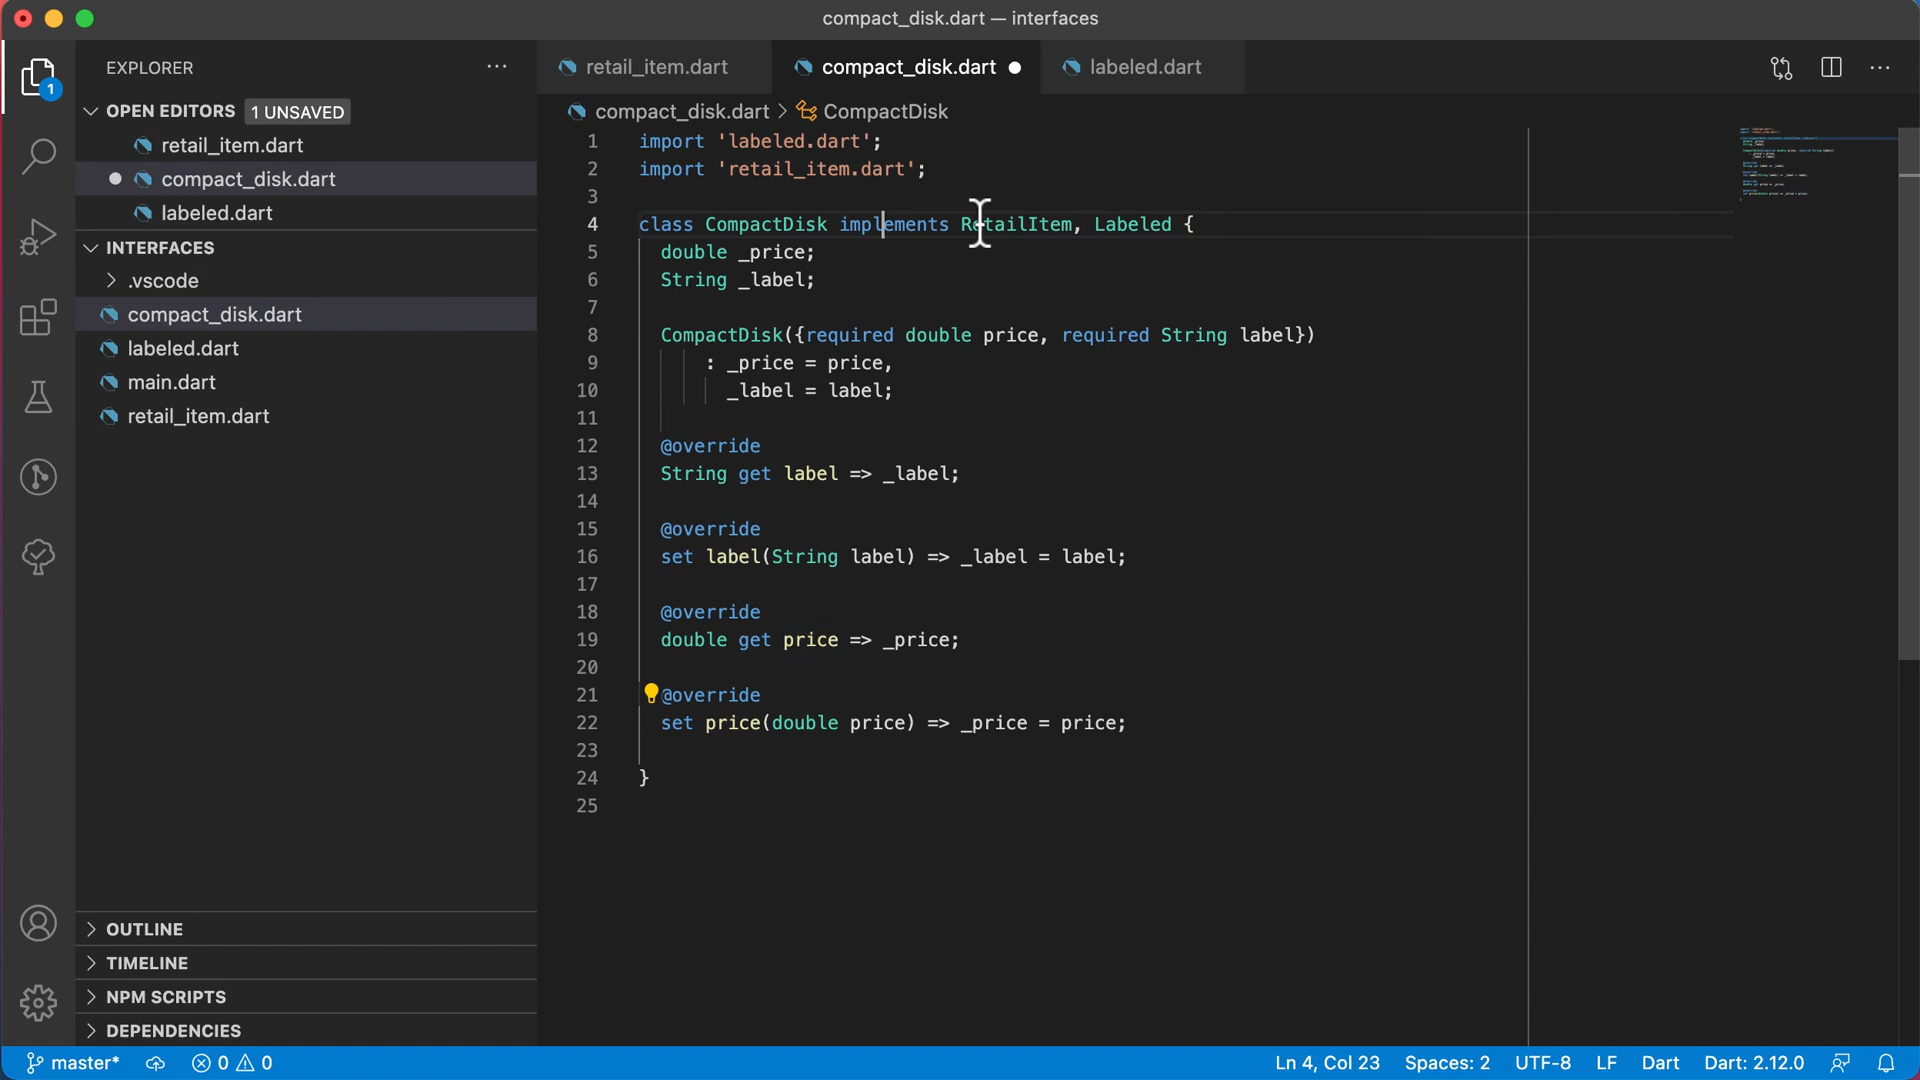 compact_disk.dart — interfaces
EXPLORER
OPEN EDITORS 1 UNSAVED
retail_item.dart
compact_disk.dart
labeled.dart
INTERFACES
.vscode
compact_disk.dart
labeled.dart
main.dart
retail_item.dart
OUTLINE
TIMELINE
NPM SCRIPTS
DEPENDENCIES
1
retail_item.dart compact_disk.dart labeled.dart
compact_disk.dart > CompactDisk
1 import 'labeled.dart';
2 import 'retail_item.dart';
3
4 class CompactDisk implements RetailItem, Labeled {
5 double _price;
6 String _label;
7
8 CompactDisk({required double price, required String label})
9 : _price = price,
10 _label = label;
11
12 @override
13 String get label => _label;
14
15 @override
16 set label(String label) => _label = label;
17
18 @override
19 double get price => _price;
20
21 @override
22 set price(double price) => _price = price;
23
24 }
25
master* 0 0 Ln 4, Col 23 Spaces: 2 UTF-8 LF Dart Dart: 2.12.0